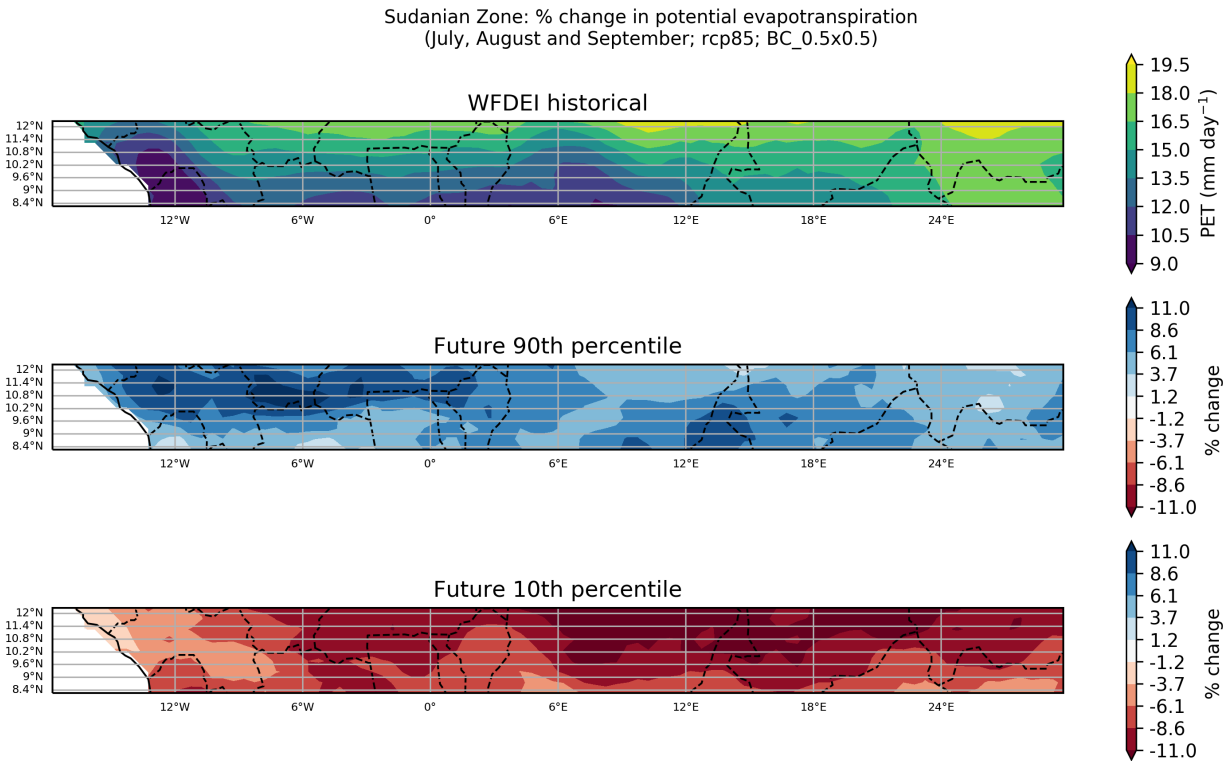 Sudanian Zone: % change in potential evapotranspiration
(July, August and September; rcp85; BC_0.5x0.5)
WFDEI historical
12°N
11.4°N
10.8°N
10.2°N
9.6°N
9°N
8.4°N
12°W 6°W 0° 6°E 12°E 18°E 24°E
19.5
18.0
16.5
15.0
13.5
12.0
10.5
9.0
PET (mm day⁻¹)
Future 90th percentile
12°N
11.4°N
10.8°N
10.2°N
9.6°N
9°N
8.4°N
12°W 6°W 0° 6°E 12°E 18°E 24°E
11.0
8.6
6.1
3.7
1.2
-1.2
-3.7
-6.1
-8.6
-11.0
% change
Future 10th percentile
12°N
11.4°N
10.8°N
10.2°N
9.6°N
9°N
8.4°N
12°W 6°W 0° 6°E 12°E 18°E 24°E
11.0
8.6
6.1
3.7
1.2
-1.2
-3.7
-6.1
-8.6
-11.0
% change